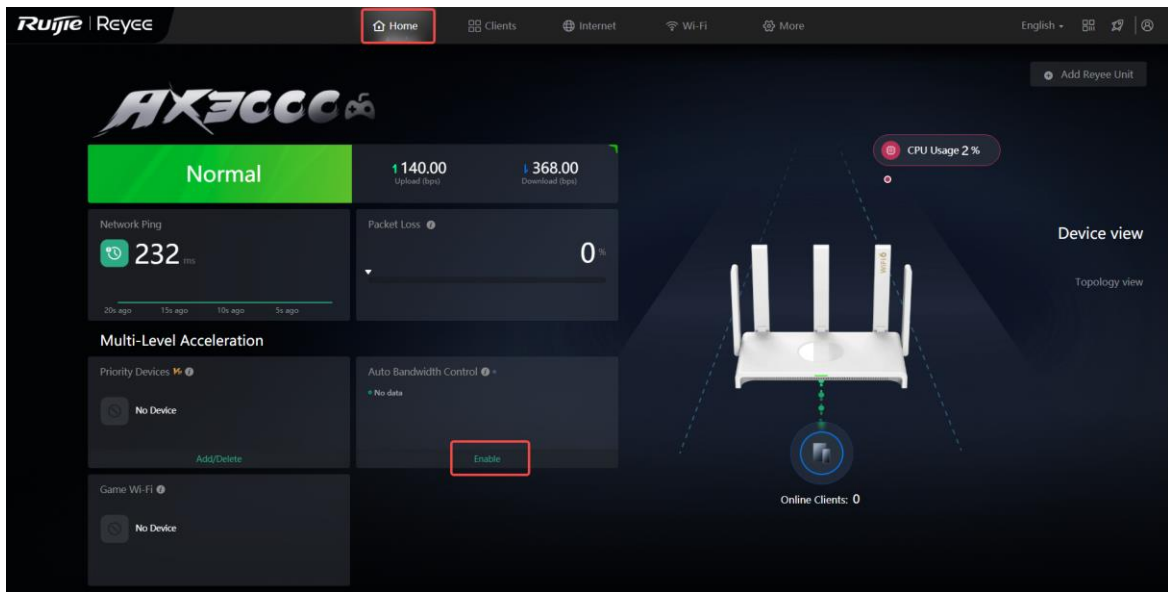 Ruijie | Reyee
Home
Clients
Internet
Wi-Fi
More
English
Add Reyee Unit
AX3000
Normal
140.00
Upload (bps)
368.00
Download (bps)
CPU Usage 2 %
Network Ping
232 ms
20s ago 15s ago 10s ago 5s ago
Packet Loss
0 %
Device view
Topology view
WiFi6
Multi-Level Acceleration
Priority Devices
No Device
Add/Delete
Auto Bandwidth Control
No data
Enable
Game Wi-Fi
No Device
Online Clients: 0